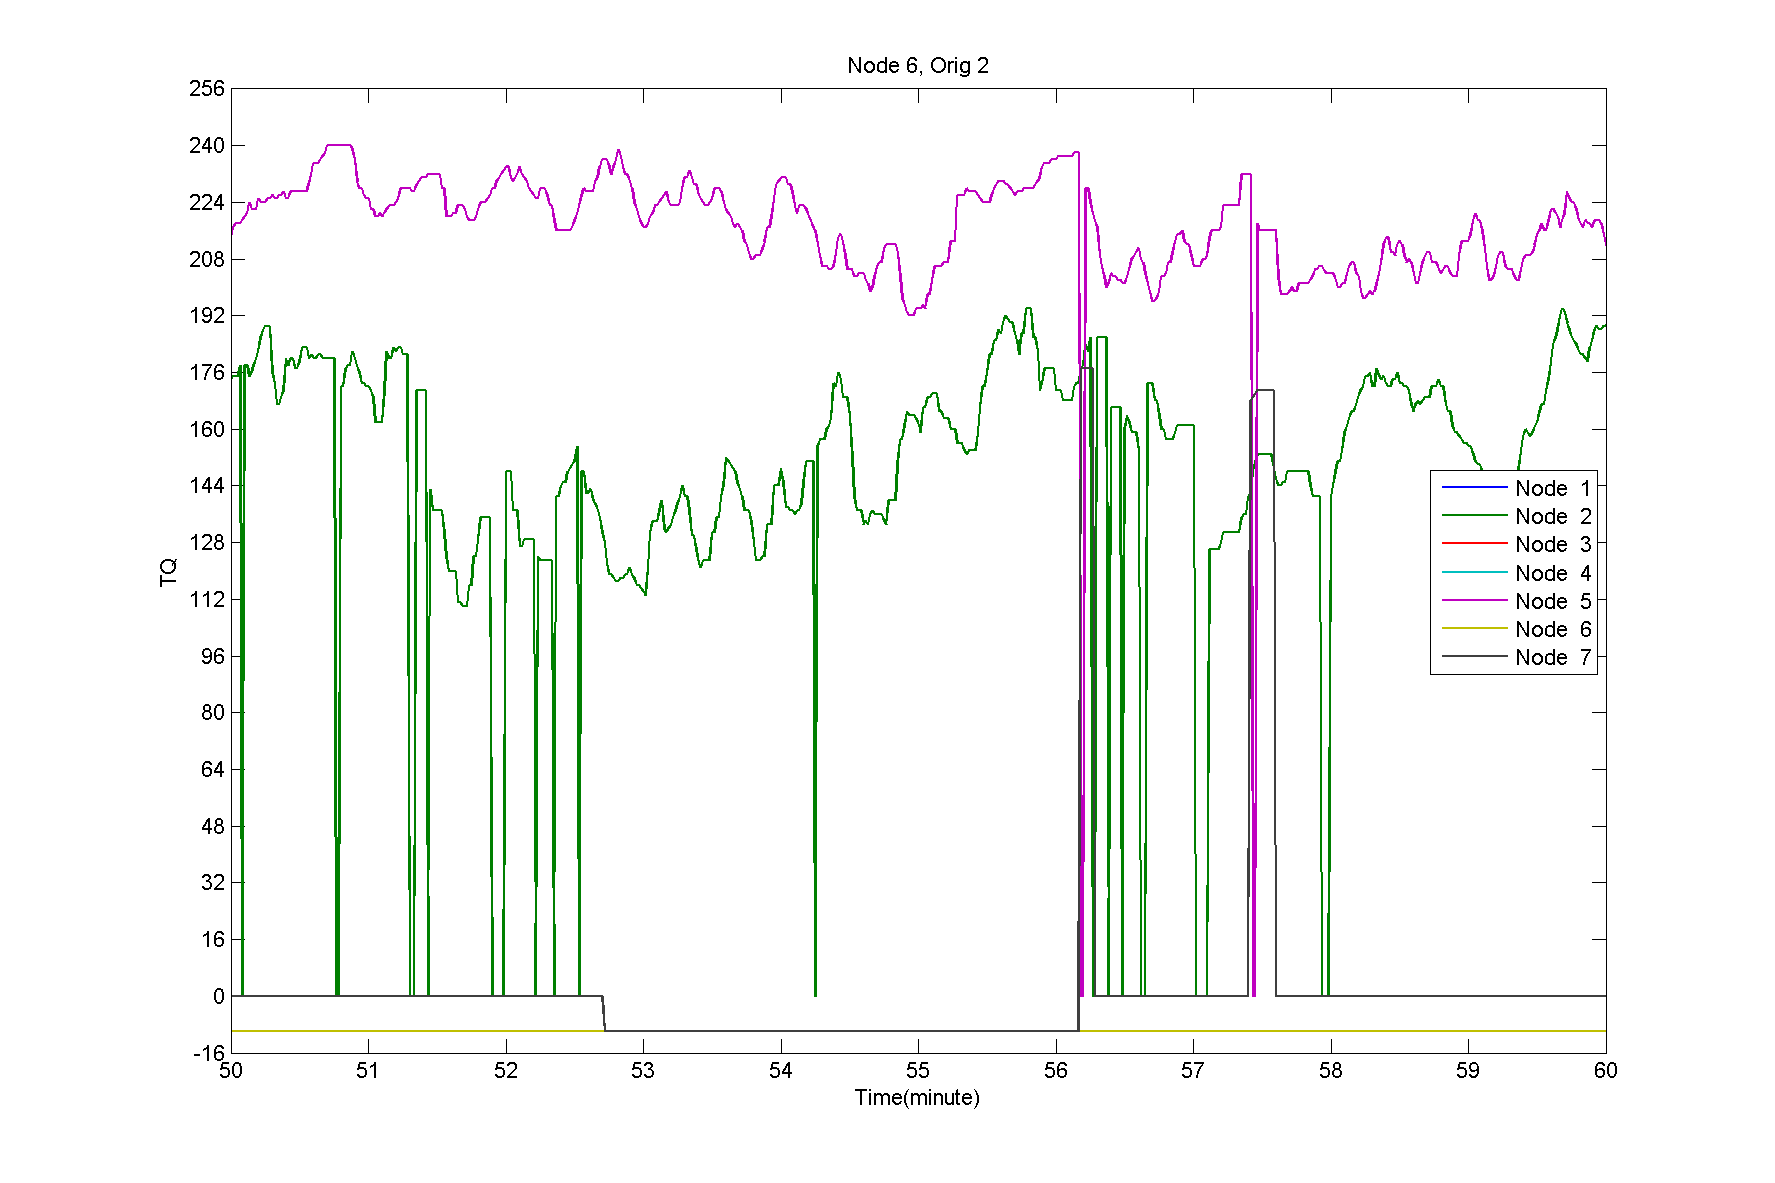 Node 6, Orig 2
256
240
224
208
192
176
160
144
128
112
96
80
64
48
32
16
0
-16
TQ
Node 1
Node 2
Node 3
Node 4
Node 5
Node 6
Node 7
50 51 52 53 54 55 56 57 58 59 60
Time(minute)